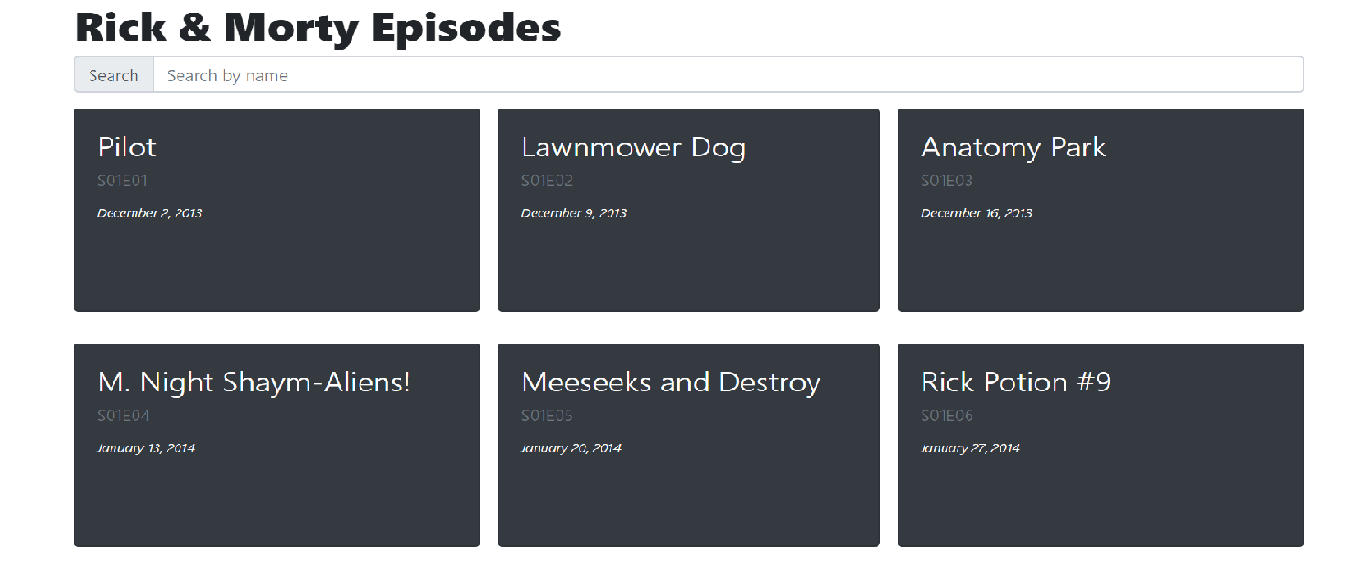 Rick & Morty Episodes
Search
Search by name
Pilot
S01E01
December 2, 2013
Lawnmower Dog
S01E02
December 9, 2013
Anatomy Park
S01E03
December 16, 2013
M. Night Shaym-Aliens!
S01E04
January 13, 2014
Meeseeks and Destroy
S01E05
January 20, 2014
Rick Potion #9
S01E06
January 27, 2014